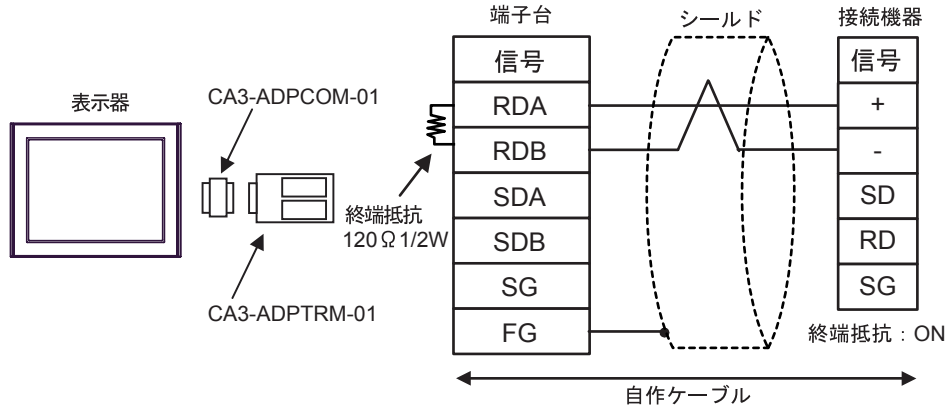 表示器
CA3-ADPCOM-01
CA3-ADPTRM-01
終端抵抗
120Ω1/2W
端子台
信号
RDA
RDB
SDA
SDB
SG
FG
シールド
接続機器
信号
+
-
SD
RD
SG
終端抵抗：ON
自作ケーブル